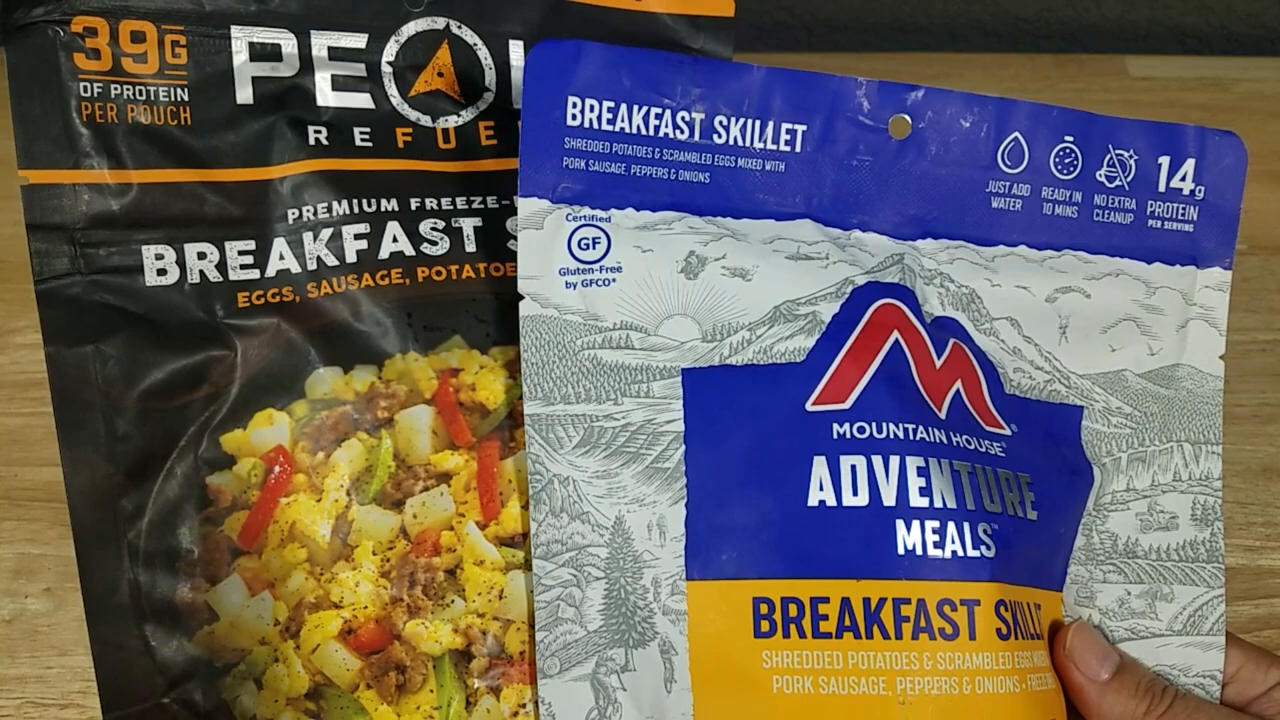 39G
OF PROTEIN
PER POUCH
PE
REFUE
PREMIUM FREEZE-
BREAKFAST S
EGGS, SAUSAGE, POTATOE
BREAKFAST SKILLET
SHREDDED POTATOES & SCRAMBLED EGGS MIXED WITH
PORK SAUSAGE, PEPPERS & ONIONS
JUST ADD
WATER
READY IN
10 MINS
NO EXTRA
CLEANUP
14g
PROTEIN
PER SERVING
Certified
GF
Gluten-Free™
by GFCO®
MOUNTAIN HOUSE®
ADVENTURE
MEALS™
BREAKFAST SKILL
SHREDDED POTATOES & SCRAMBLED EGGS
PORK SAUSAGE, PEPPERS & ONIONS •